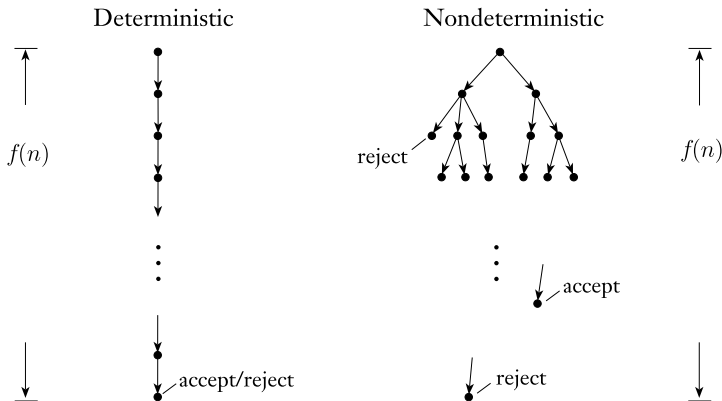 Deterministic
Nondeterministic
f(n)
f(n)
reject
accept
accept/reject
reject